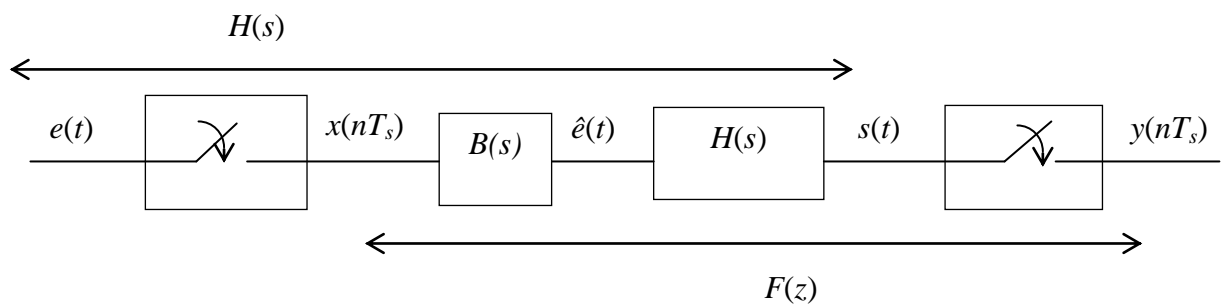 H(s)
e(t)
x(nTₛ)
B(s)
ê(t)
H(s)
s(t)
y(nTₛ)
F(z)